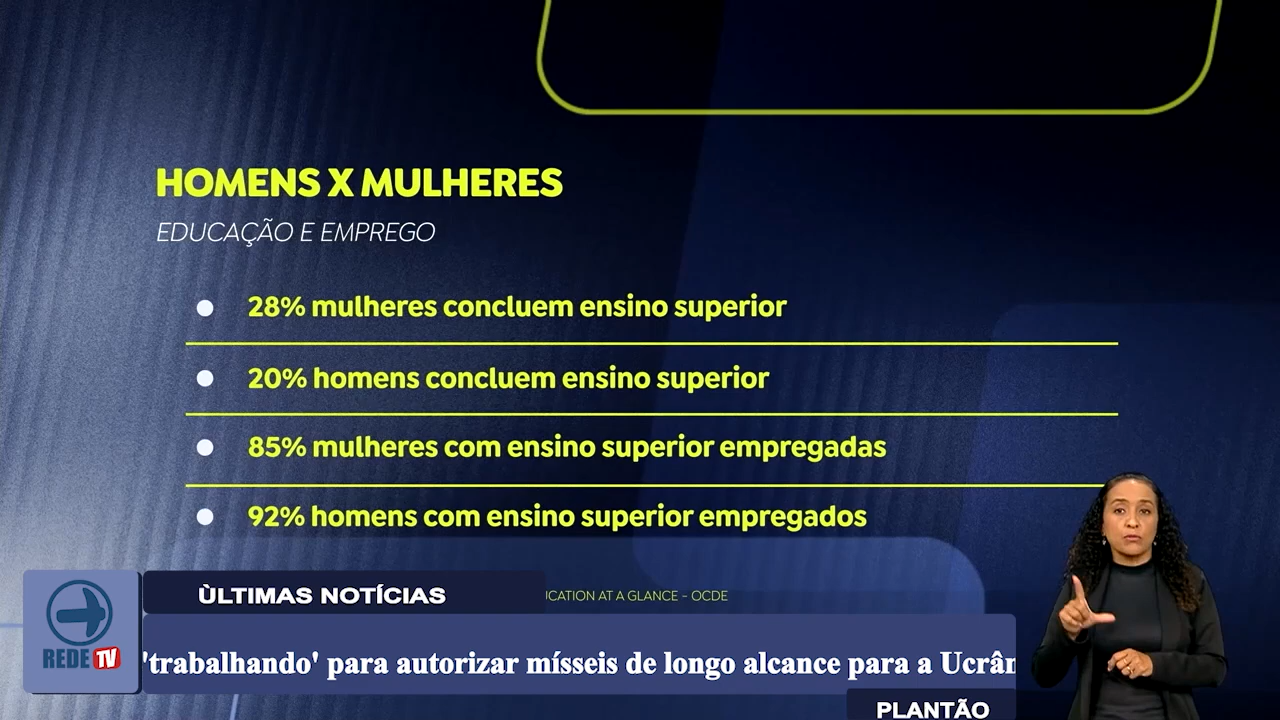 HOMENS X MULHERES
EDUCAÇÃO E EMPREGO
28% mulheres concluem ensino superior
20% homens concluem ensino superior
85% mulheres com ensino superior empregadas
92% homens com ensino superior empregados
ÙLTIMAS NOTÍCIAS
ICATION AT A GLANCE - OCDE
REDE TV
'trabalhando' para autorizar mísseis de longo alcance para a Ucrân
PLANTÃO